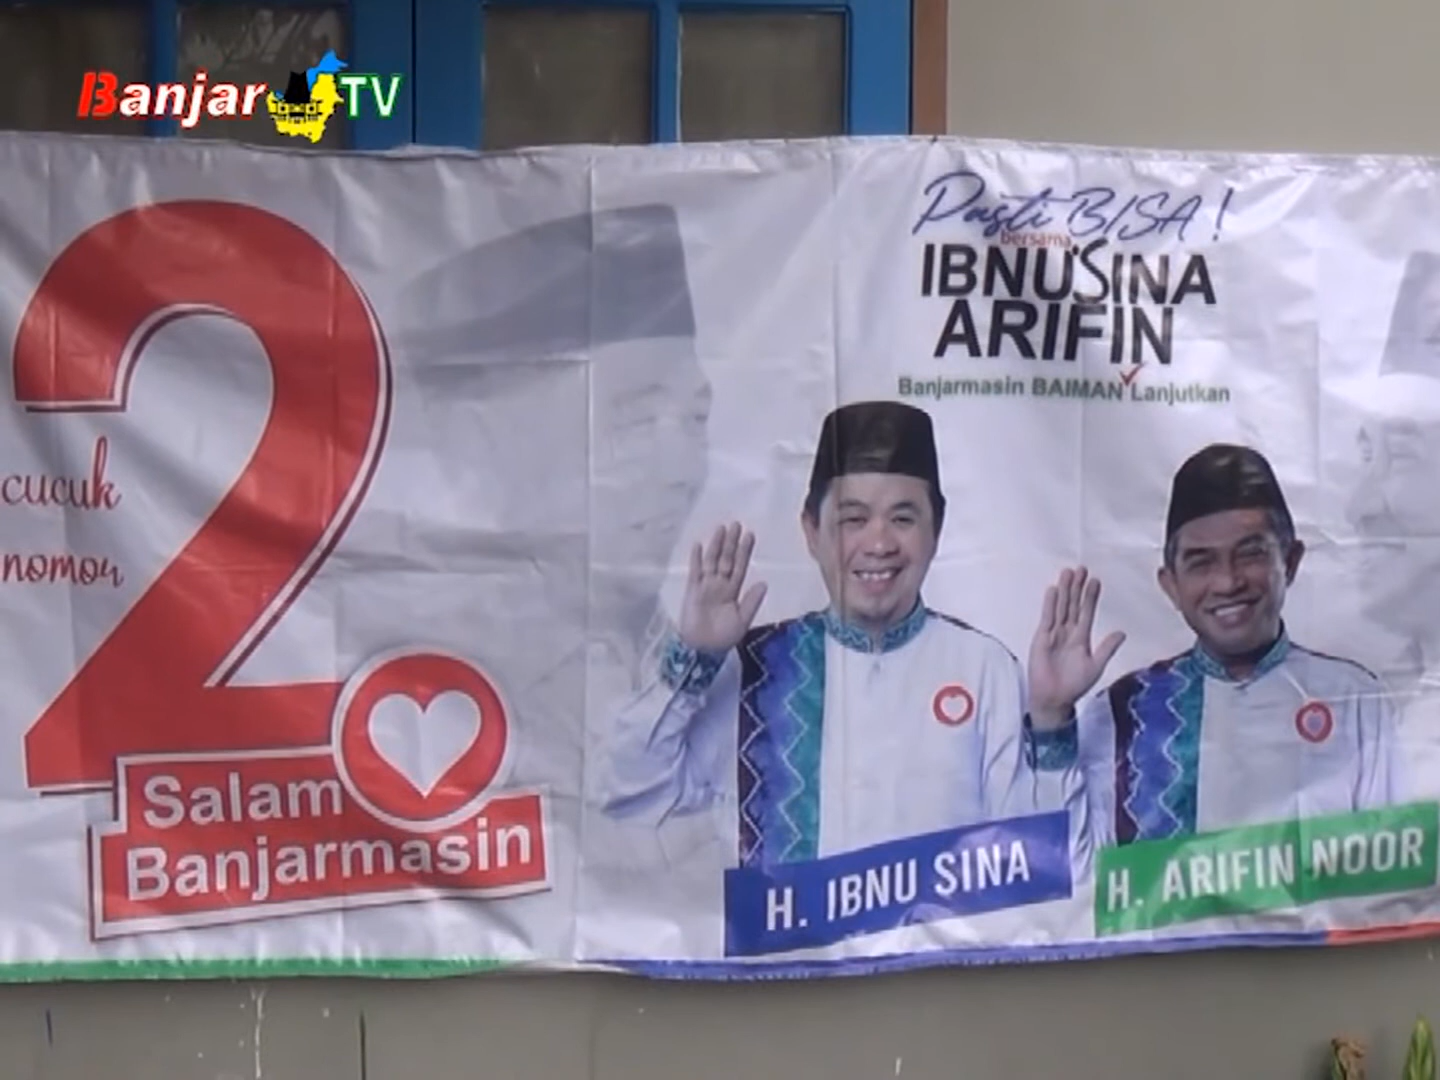 Banjar TV
2
cucuk
nomor
Salam
Banjarmasin
Pasti BISA!
bersama
IBNUSINA
ARIFIN
Banjarmasin BAIMAN Lanjutkan
H. IBNU SINA
H. ARIFIN NOOR